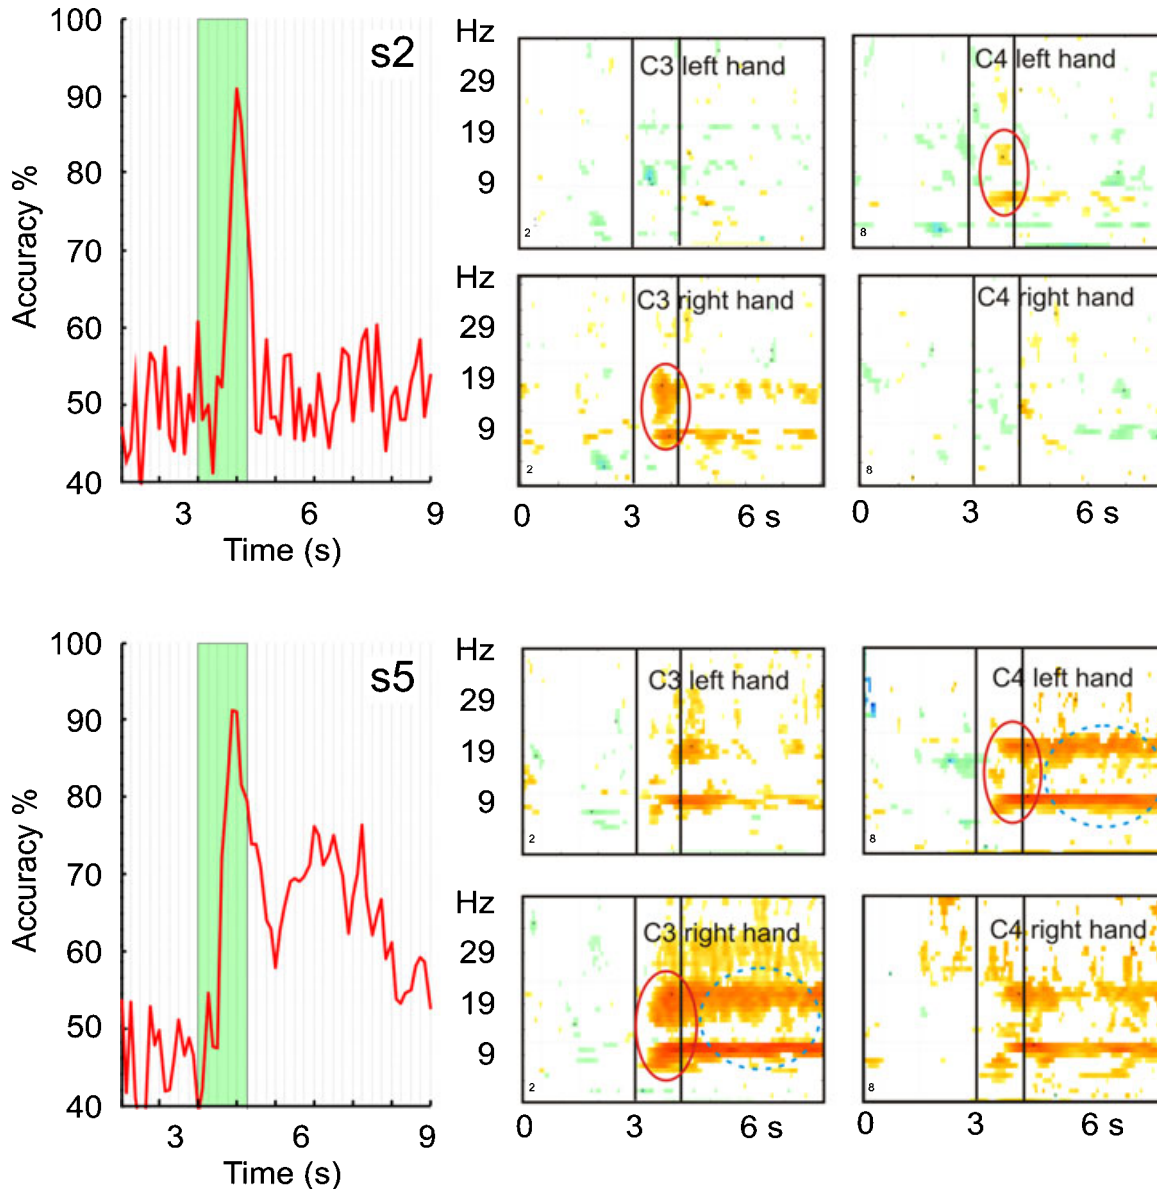 100
90
80
70
60
50
40
Accuracy %
s2
3 6 9
Time (s)
Hz
29
19
9
C3 left hand
2
C4 left hand
8
Hz
29
19
9
C3 right hand
2
C4 right hand
8
0 3 6 s
0 3 6 s
100
90
80
70
60
50
40
Accuracy %
s5
3 6 9
Time (s)
Hz
29
19
9
C3 left hand
2
C4 left hand
8
Hz
29
19
9
C3 right hand
2
C4 right hand
8
0 3 6 s
0 3 6 s